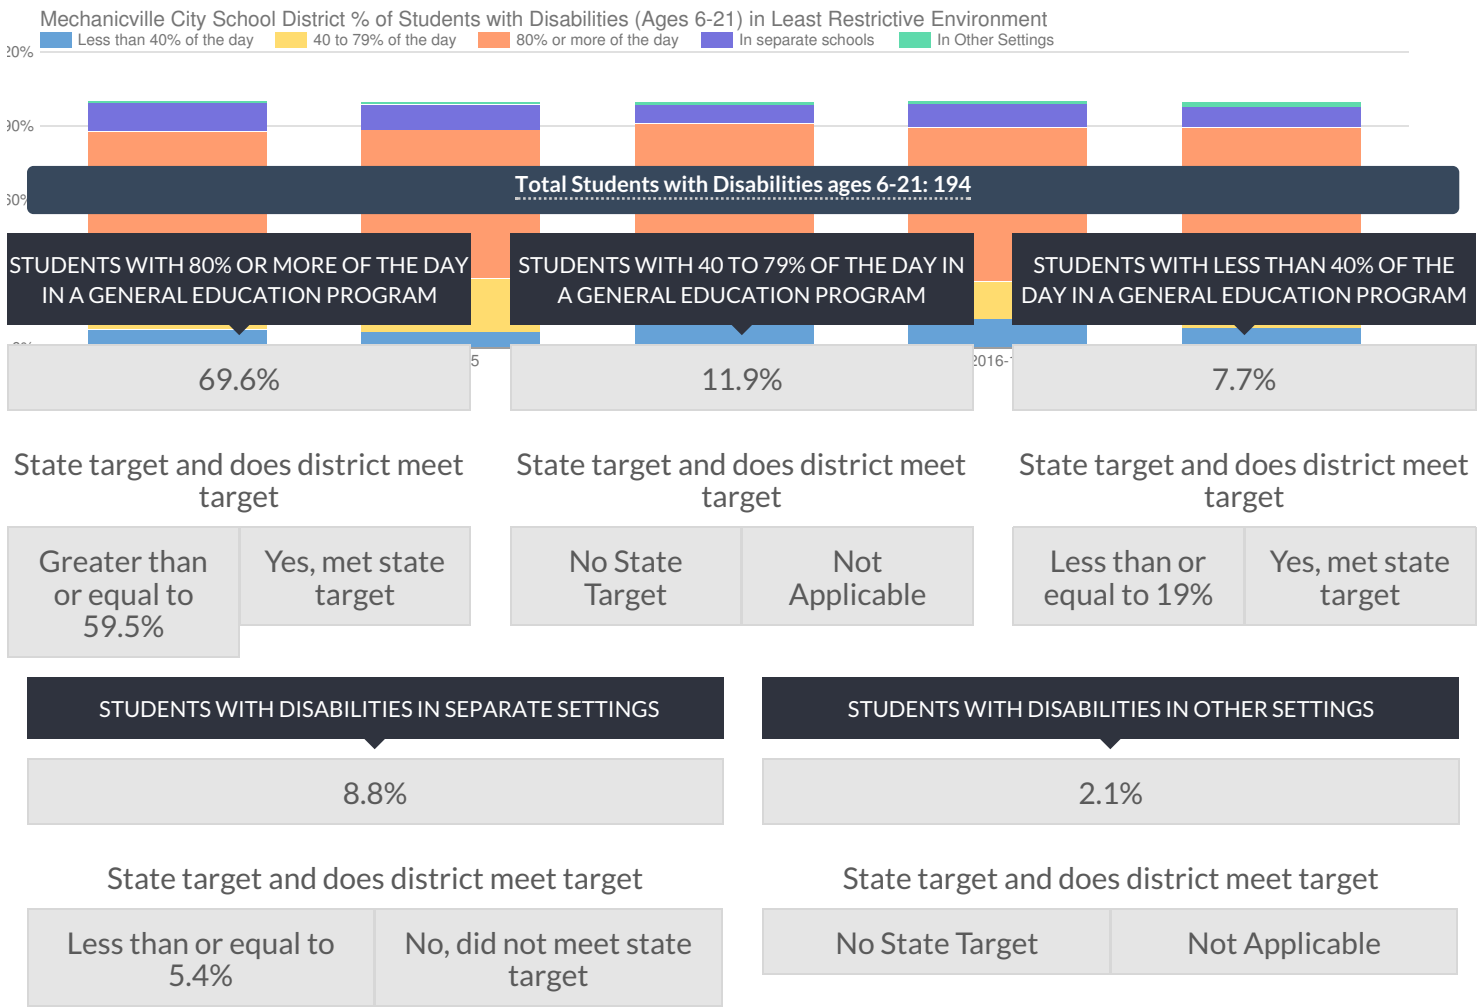 Mechanicville City School District % of Students with Disabilities (Ages 6-21) in Least Restrictive Environment
Less than 40% of the day 40 to 79% of the day 80% or more of the day In separate schools In Other Settings
20%
90%
60%
Total Students with Disabilities ages 6-21: 194
STUDENTS WITH 80% OR MORE OF THE DAY
IN A GENERAL EDUCATION PROGRAM
STUDENTS WITH 40 TO 79% OF THE DAY IN
A GENERAL EDUCATION PROGRAM
STUDENTS WITH LESS THAN 40% OF THE
DAY IN A GENERAL EDUCATION PROGRAM
5
2016-1
69.6%
11.9%
7.7%
State target and does district meet
target
State target and does district meet
target
State target and does district meet
target
Greater than
or equal to
59.5%
Yes, met state
target
No State
Target
Not
Applicable
Less than or
equal to 19%
Yes, met state
target
STUDENTS WITH DISABILITIES IN SEPARATE SETTINGS
STUDENTS WITH DISABILITIES IN OTHER SETTINGS
8.8%
2.1%
State target and does district meet target
State target and does district meet target
Less than or equal to
5.4%
No, did not meet state
target
No State Target
Not Applicable